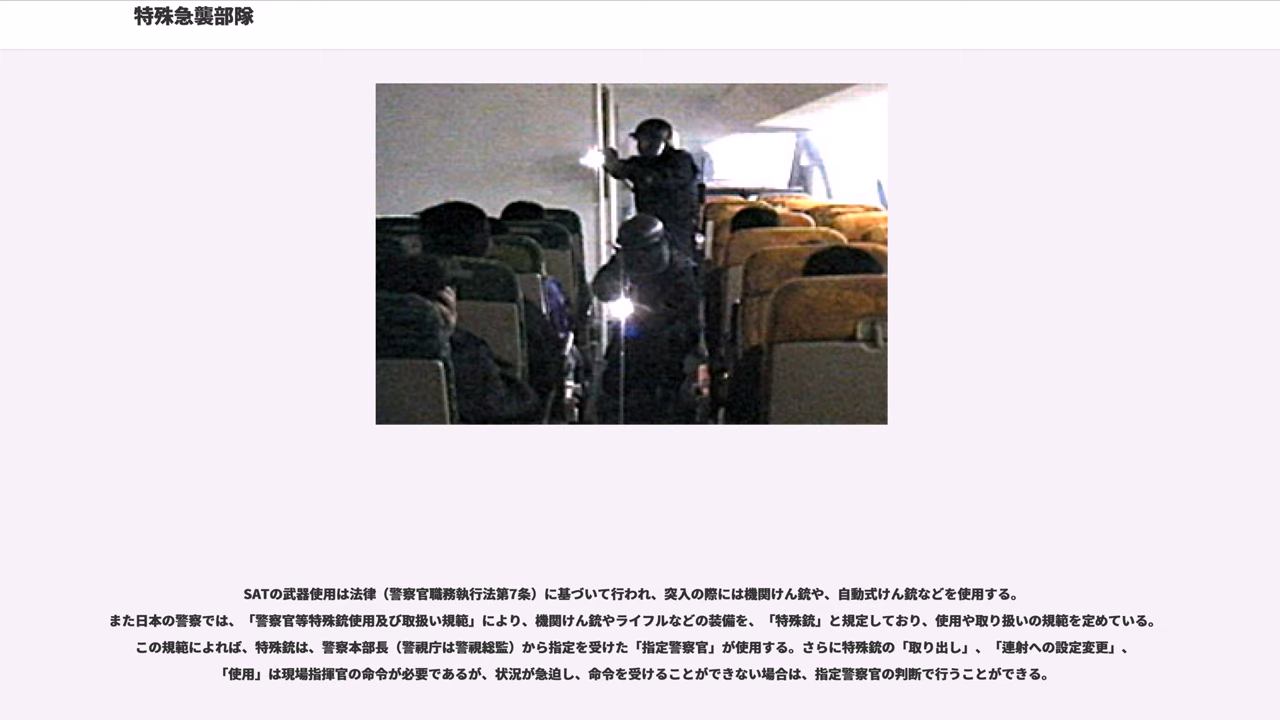 特殊急襲部隊
SATの武器使用は法律（警察官職務執行法第7条）に基づいて行われ、突入の際には機関けん銃や、自動式けん銃などを使用する。
また日本の警察では、「警察官等特殊銃使用及び取扱い規範」により、機関けん銃やライフルなどの装備を、「特殊銃」と規定しており、使用や取り扱いの規範を定めている。
この規範によれば、特殊銃は、警察本部長（警視庁は警視総監）から指定を受けた「指定警察官」が使用する。さらに特殊銃の「取り出し」、「連射への設定変更」、
「使用」は現場指揮官の命令が必要であるが、状況が急迫し、命令を受けることができない場合は、指定警察官の判断で行うことができる。